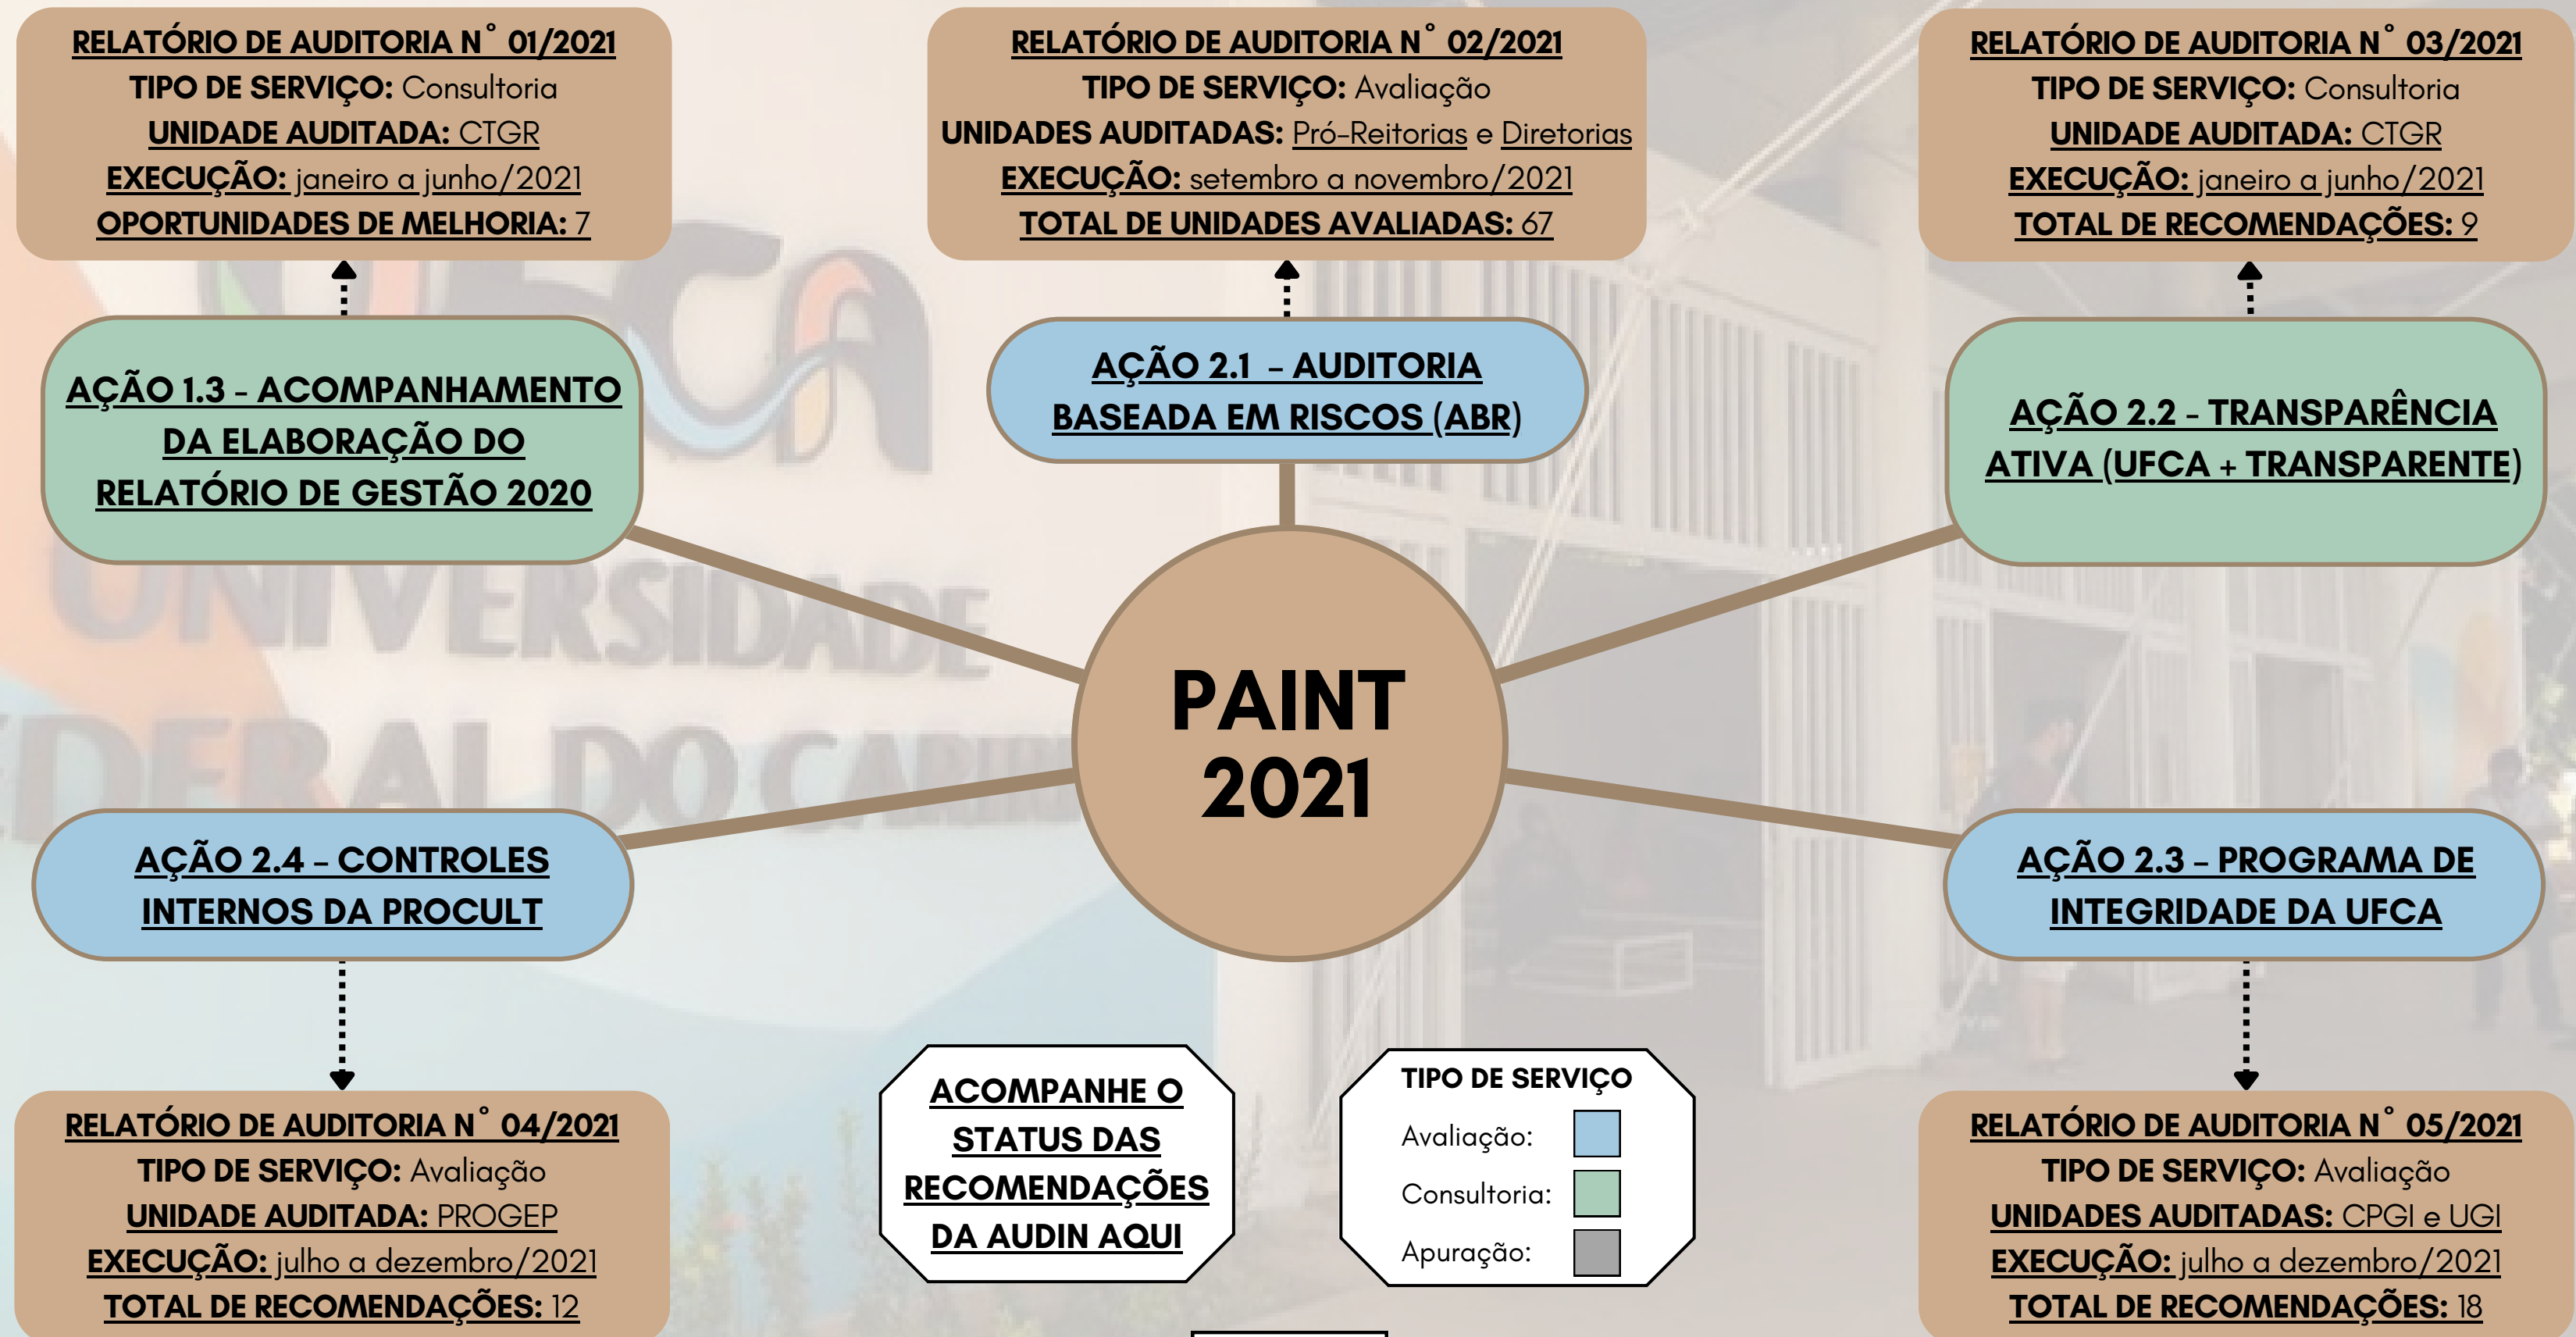 RELATÓRIO DE AUDITORIA N° 01/2021
TIPO DE SERVIÇO: Consultoria
UNIDADE AUDITADA: CTGR
EXECUÇÃO: janeiro a junho/2021
OPORTUNIDADES DE MELHORIA: 7
RELATÓRIO DE AUDITORIA N° 02/2021
TIPO DE SERVIÇO: Avaliação
UNIDADES AUDITADAS: Pró-Reitorias e Diretorias
EXECUÇÃO: setembro a novembro/2021
TOTAL DE UNIDADES AVALIADAS: 67
RELATÓRIO DE AUDITORIA N° 03/2021
TIPO DE SERVIÇO: Consultoria
UNIDADE AUDITADA: CTGR
EXECUÇÃO: janeiro a junho/2021
TOTAL DE RECOMENDAÇÕES: 9
AÇÃO 1.3 - ACOMPANHAMENTO
DA ELABORAÇÃO DO
RELATÓRIO DE GESTÃO 2020
AÇÃO 2.1 – AUDITORIA
BASEADA EM RISCOS (ABR)
AÇÃO 2.2 - TRANSPARÊNCIA
ATIVA (UFCA + TRANSPARENTE)
UFCA
UNIVERSIDADE
FEDERAL DO CARIRI
PAINT
2021
AÇÃO 2.4 – CONTROLES
INTERNOS DA PROCULT
AÇÃO 2.3 – PROGRAMA DE
INTEGRIDADE DA UFCA
RELATÓRIO DE AUDITORIA N° 04/2021
TIPO DE SERVIÇO: Avaliação
UNIDADE AUDITADA: PROGEP
EXECUÇÃO: julho a dezembro/2021
TOTAL DE RECOMENDAÇÕES: 12
ACOMPANHE O
STATUS DAS
RECOMENDAÇÕES
DA AUDIN AQUI
TIPO DE SERVIÇO
Avaliação:
Consultoria:
Apuração:
RELATÓRIO DE AUDITORIA N° 05/2021
TIPO DE SERVIÇO: Avaliação
UNIDADES AUDITADAS: CPGI e UGI
EXECUÇÃO: julho a dezembro/2021
TOTAL DE RECOMENDAÇÕES: 18